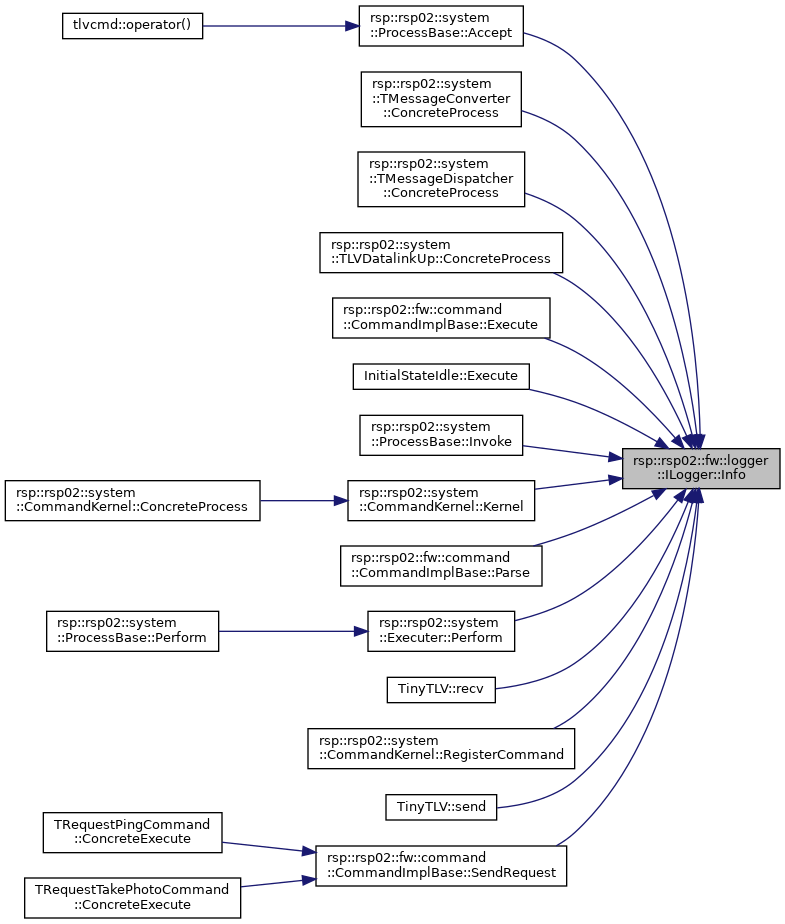 tlvcmd::operator()
rsp::rsp02::system
::ProcessBase::Accept
rsp::rsp02::system
::TMessageConverter
::ConcreteProcess
rsp::rsp02::system
::TMessageDispatcher
::ConcreteProcess
rsp::rsp02::system
::TLVDatalinkUp::ConcreteProcess
rsp::rsp02::fw::command
::CommandImplBase::Execute
InitialStateIdle::Execute
rsp::rsp02::system
::ProcessBase::Invoke
rsp::rsp02::fw::logger
::ILogger::Info
rsp::rsp02::system
::CommandKernel::ConcreteProcess
rsp::rsp02::system
::CommandKernel::Kernel
rsp::rsp02::fw::command
::CommandImplBase::Parse
rsp::rsp02::system
::ProcessBase::Perform
rsp::rsp02::system
::Executer::Perform
TinyTLV::recv
rsp::rsp02::system
::CommandKernel::RegisterCommand
TinyTLV::send
TRequestPingCommand
::ConcreteExecute
rsp::rsp02::fw::command
::CommandImplBase::SendRequest
TRequestTakePhotoCommand
::ConcreteExecute